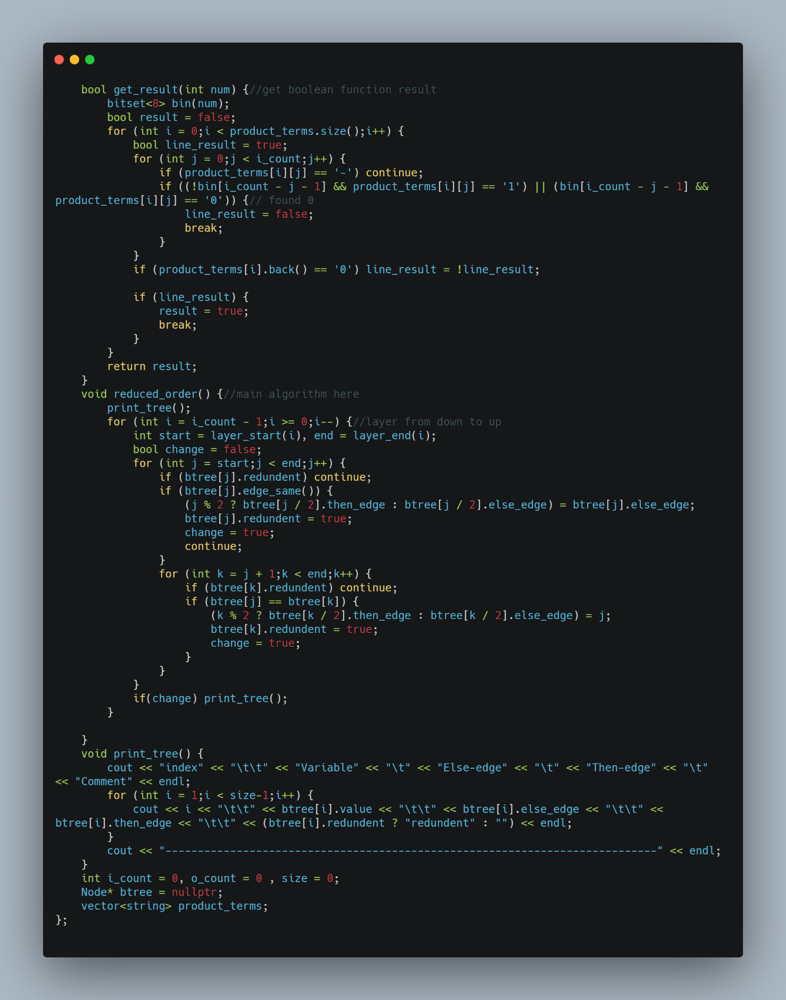 bool get_result(int num) {//get boolean function result
        bitset<8> bin(num);
        bool result = false;
        for (int i = 0;i < product_terms.size();i++) {
            bool line_result = true;
            for (int j = 0;j < i_count;j++) {
                if (product_terms[i][j] == '-') continue;
                if ((!bin[i_count - j - 1] && product_terms[i][j] == '1') || (bin[i_count - j - 1] &&
product_terms[i][j] == '0')) {// found 0
                    line_result = false;
                    break;
                }
            }
            if (product_terms[i].back() == '0') line_result = !line_result;

            if (line_result) {
                result = true;
                break;
            }
        }
        return result;
    }
    void reduced_order() {//main algorithm here
        print_tree();
        for (int i = i_count - 1;i >= 0;i--) {//layer from down to up
            int start = layer_start(i), end = layer_end(i);
            bool change = false;
            for (int j = start;j < end;j++) {
                if (btree[j].redundent) continue;
                if (btree[j].edge_same()) {
                    (j % 2 ? btree[j / 2].then_edge : btree[j / 2].else_edge) = btree[j].else_edge;
                    btree[j].redundent = true;
                    change = true;
                    continue;
                }
                for (int k = j + 1;k < end;k++) {
                    if (btree[k].redundent) continue;
                    if (btree[j] == btree[k]) {
                        (k % 2 ? btree[k / 2].then_edge : btree[k / 2].else_edge) = j;
                        btree[k].redundent = true;
                        change = true;
                    }
                }
            }
            if(change) print_tree();
        }

    }
    void print_tree() {
        cout << "index" << "\t\t" << "Variable" << "\t" << "Else-edge" << "\t" << "Then-edge" << "\t"
<< "Comment" << endl;
        for (int i = 1;i < size-1;i++) {
            cout << i << "\t\t" << btree[i].value << "\t\t" << btree[i].else_edge << "\t\t" <<
btree[i].then_edge << "\t\t" << (btree[i].redundent ? "redundent" : "") << endl;
        }
        cout << "----------------------------------------------------------------------------" << endl;
    }
    int i_count = 0, o_count = 0 , size = 0;
    Node* btree = nullptr;
    vector<string> product_terms;
};